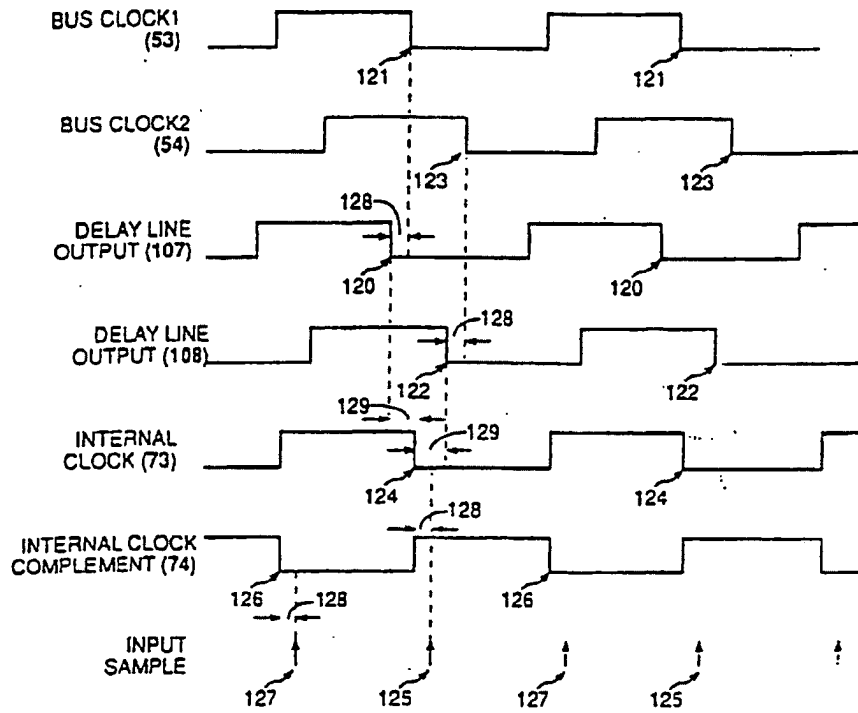 BUS CLOCK1
(53)
121
121
BUS CLOCK2
(54)
123
123
128
DELAY LINE
OUTPUT (107)
120
120
128
DELAY LINE
OUTPUT (108)
122
122
129
129
INTERNAL
CLOCK (73)
124
124
128
INTERNAL CLOCK
COMPLEMENT (74)
126
128
126
INPUT
SAMPLE
127
125
127
125